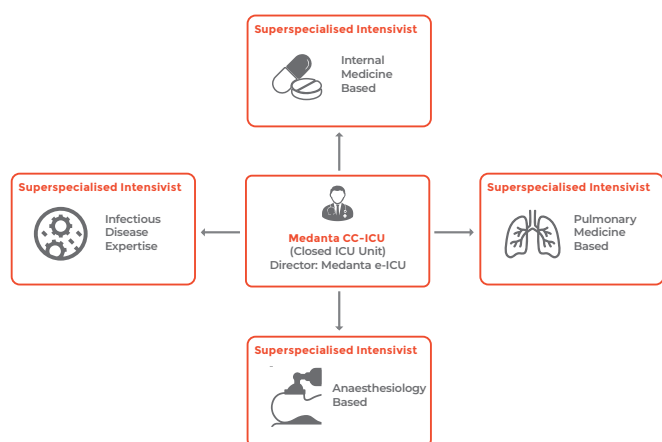 Superspecialised Intensivist
Internal
Medicine
Based
Superspecialised Intensivist
Infectious
Disease
Expertise
Medanta CC-ICU
(Closed ICU Unit)
Director: Medanta e-ICU
Superspecialised Intensivist
Pulmonary
Medicine
Based
Superspecialised Intensivist
Anaesthesiology
Based